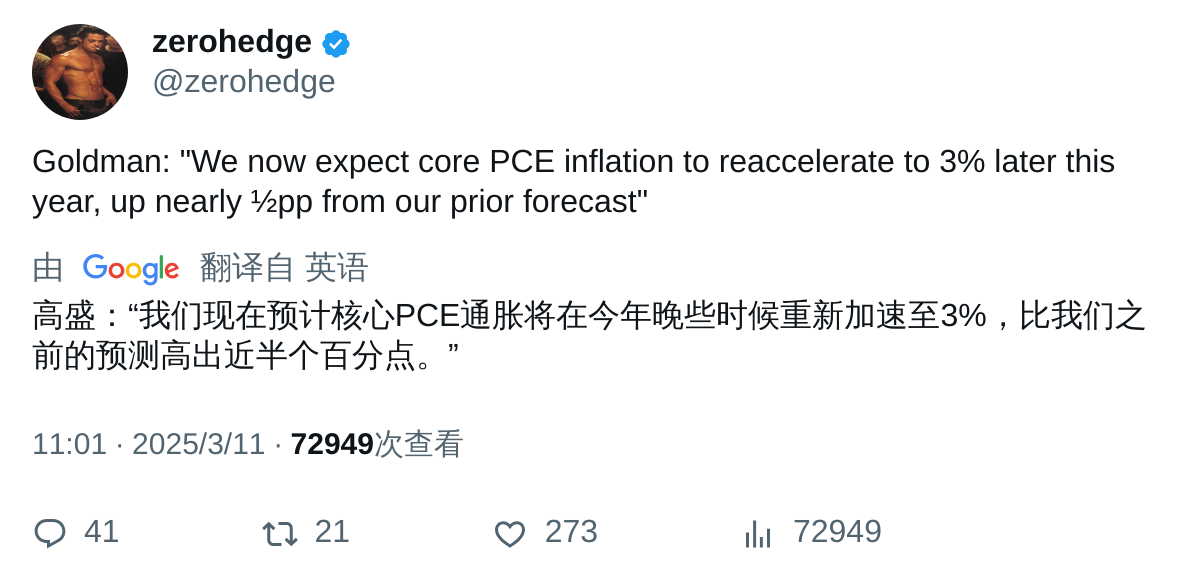 zerohedge
@zerohedge
Goldman: "We now expect core PCE inflation to reaccelerate to 3% later this
year, up nearly ½pp from our prior forecast"
由 Google 翻译自 英语
高盛：“我们现在预计核心PCE通胀将在今年晚些时候重新加速至3%，比我们之
前的预测高出近半个百分点。”
11:01 · 2025/3/11 · 72949次查看
41 21 273 72949